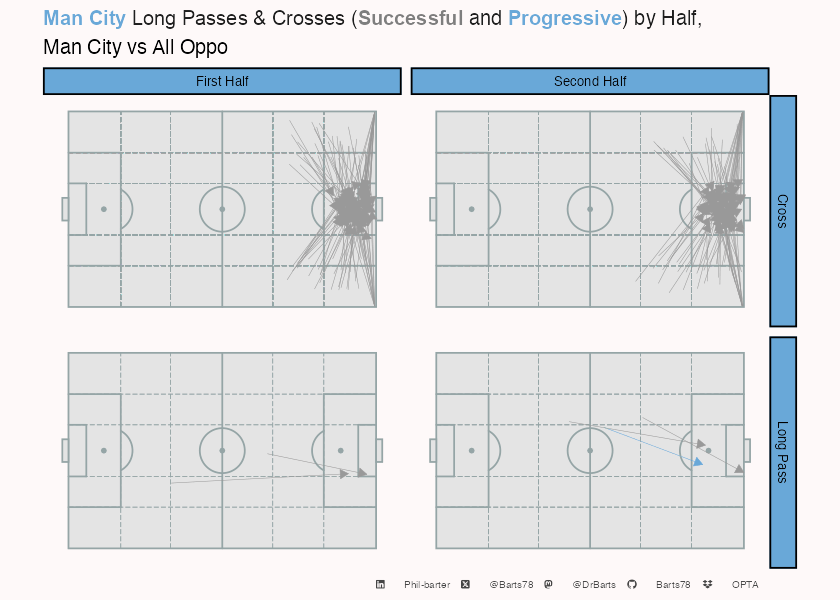 Man City Long Passes & Crosses (Successful and Progressive) by Half,
Man City vs All Oppo
First Half
Second Half
Cross
Long Pass
Phil-barter @Barts78 @DrBarts Barts78 OPTA